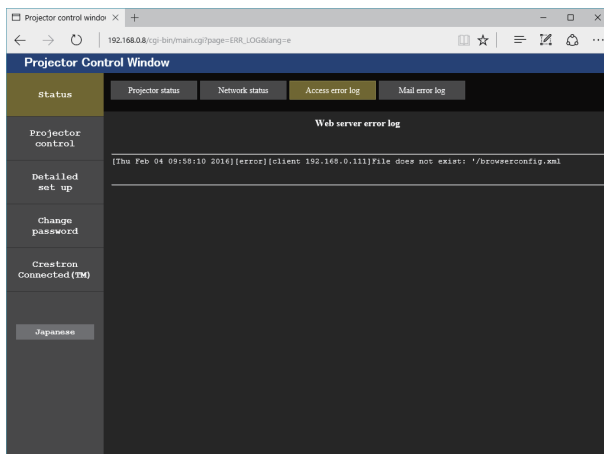 Projector control window
192.168.0.8/cgi-bin/main.cgi?page=ERR_LOG&lang=e
Projector Control Window
Status
Projector status
Network status
Access error log
Mail error log
Web server error log
[Thu Feb 04 09:58:10 2016][error][client 192.168.0.111]File does not exist: '/browserconfig.xml
Projector
control
Detailed
set up
Change
password
Crestron
Connected(TM)
Japanese